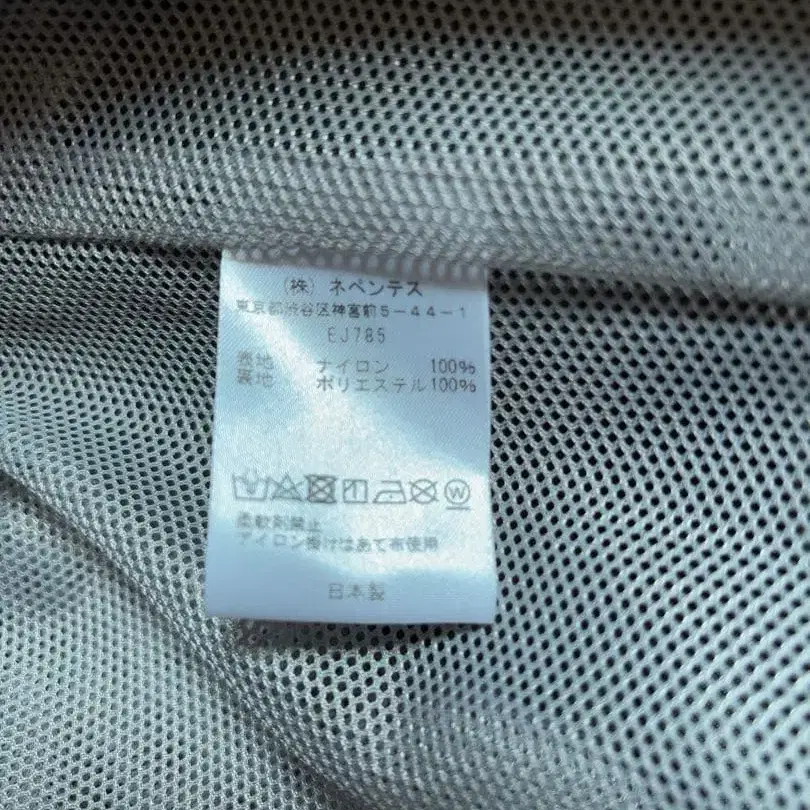 （株）ネペンテス
東京都渋谷区神宮前5-44-1
EJ785
表地 ナイロン 100%
裏地 ポリエステル100%
W
柔軟剤禁止
アイロン掛けはあて布使用
日本製